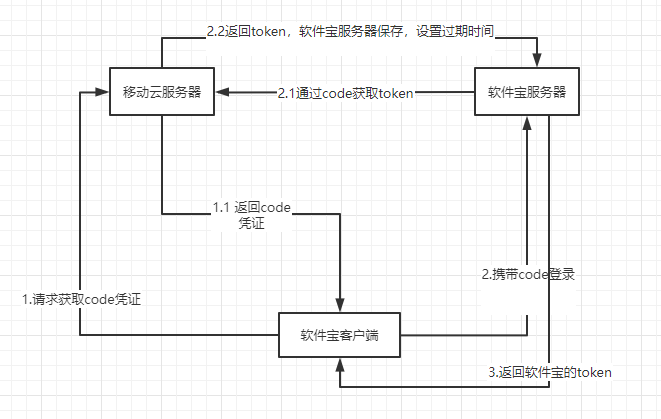 2.2返回token，软件宝服务器保存，设置过期时间
移动云服务器
2.1通过code获取token
软件宝服务器
1.1 返回code
凭证
2.携带code登录
1.请求获取code凭证
软件宝客户端
3.返回软件宝的token